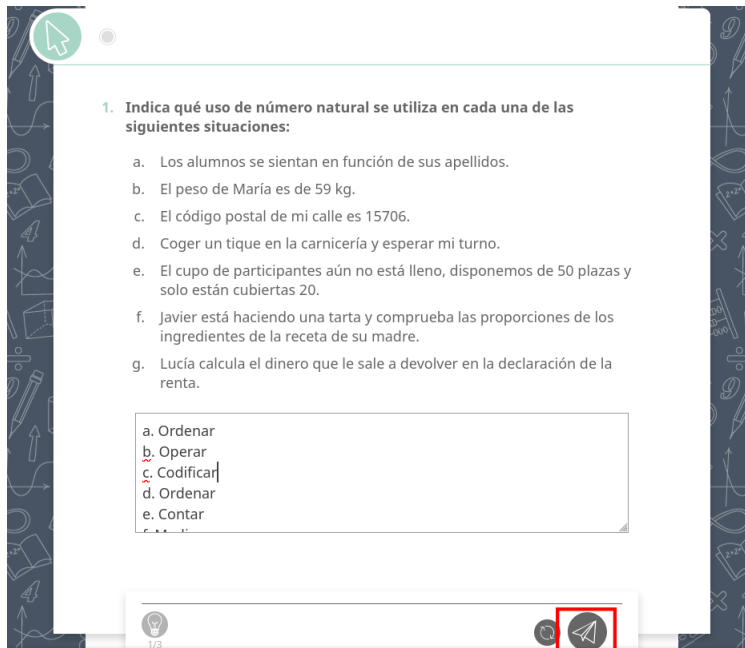 1. Indica qué uso de número natural se utiliza en cada una de las
siguientes situaciones:
a. Los alumnos se sientan en función de sus apellidos.
b. El peso de María es de 59 kg.
c. El código postal de mi calle es 15706.
d. Coger un tique en la carnicería y esperar mi turno.
e. El cupo de participantes aún no está lleno, disponemos de 50 plazas y
solo están cubiertas 20.
f. Javier está haciendo una tarta y comprueba las proporciones de los
ingredientes de la receta de su madre.
g. Lucía calcula el dinero que le sale a devolver en la declaración de la
renta.
a. Ordenar
b. Operar
c. Codificar
d. Ordenar
e. Contar
1/3